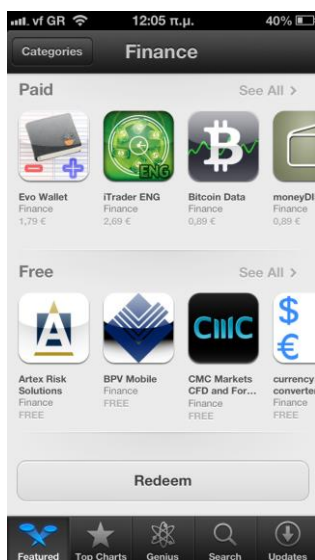 vf GR 12:05 π.μ. 40%
Categories Finance
Paid See All >
ENG
Evo Wallet iTrader ENG Bitcoin Data moneyDI
Finance Finance Finance Finance
1,79 € 2,69 € 0,89 € 0,89 €
Free See All >
A CMC $ €
Artex Risk BPV Mobile CMC Markets currency
Solutions Finance CFD and For... converter
Finance FREE Finance Finance
FREE FREE FREE
Redeem
Featured Top Charts Genius Search Updates